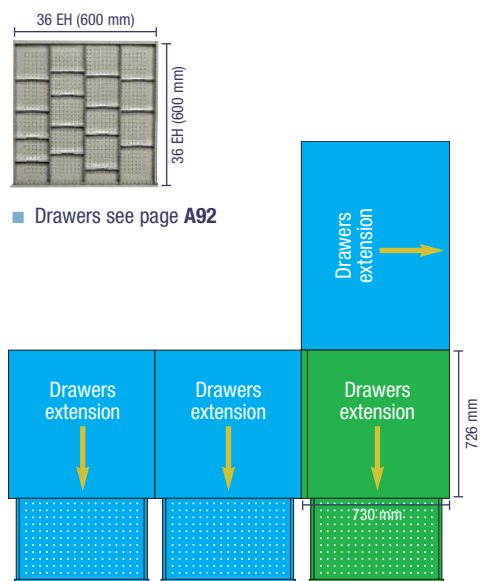 36 EH (600 mm)
36 EH (600 mm)
Drawers see page A92
Drawers
extension
Drawers
extension
Drawers
extension
Drawers
extension
726 mm
730 mm